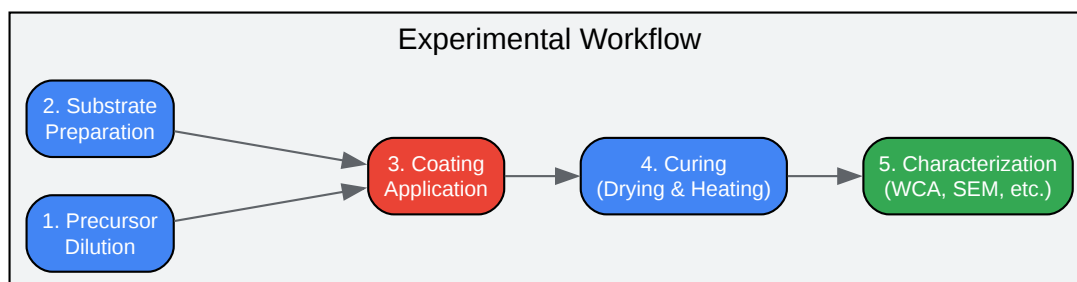 Experimental Workflow
2. Substrate
Preparation
1. Precursor
Dilution
3. Coating
Application
4. Curing
(Drying & Heating)
5. Characterization
(WCA, SEM, etc.)